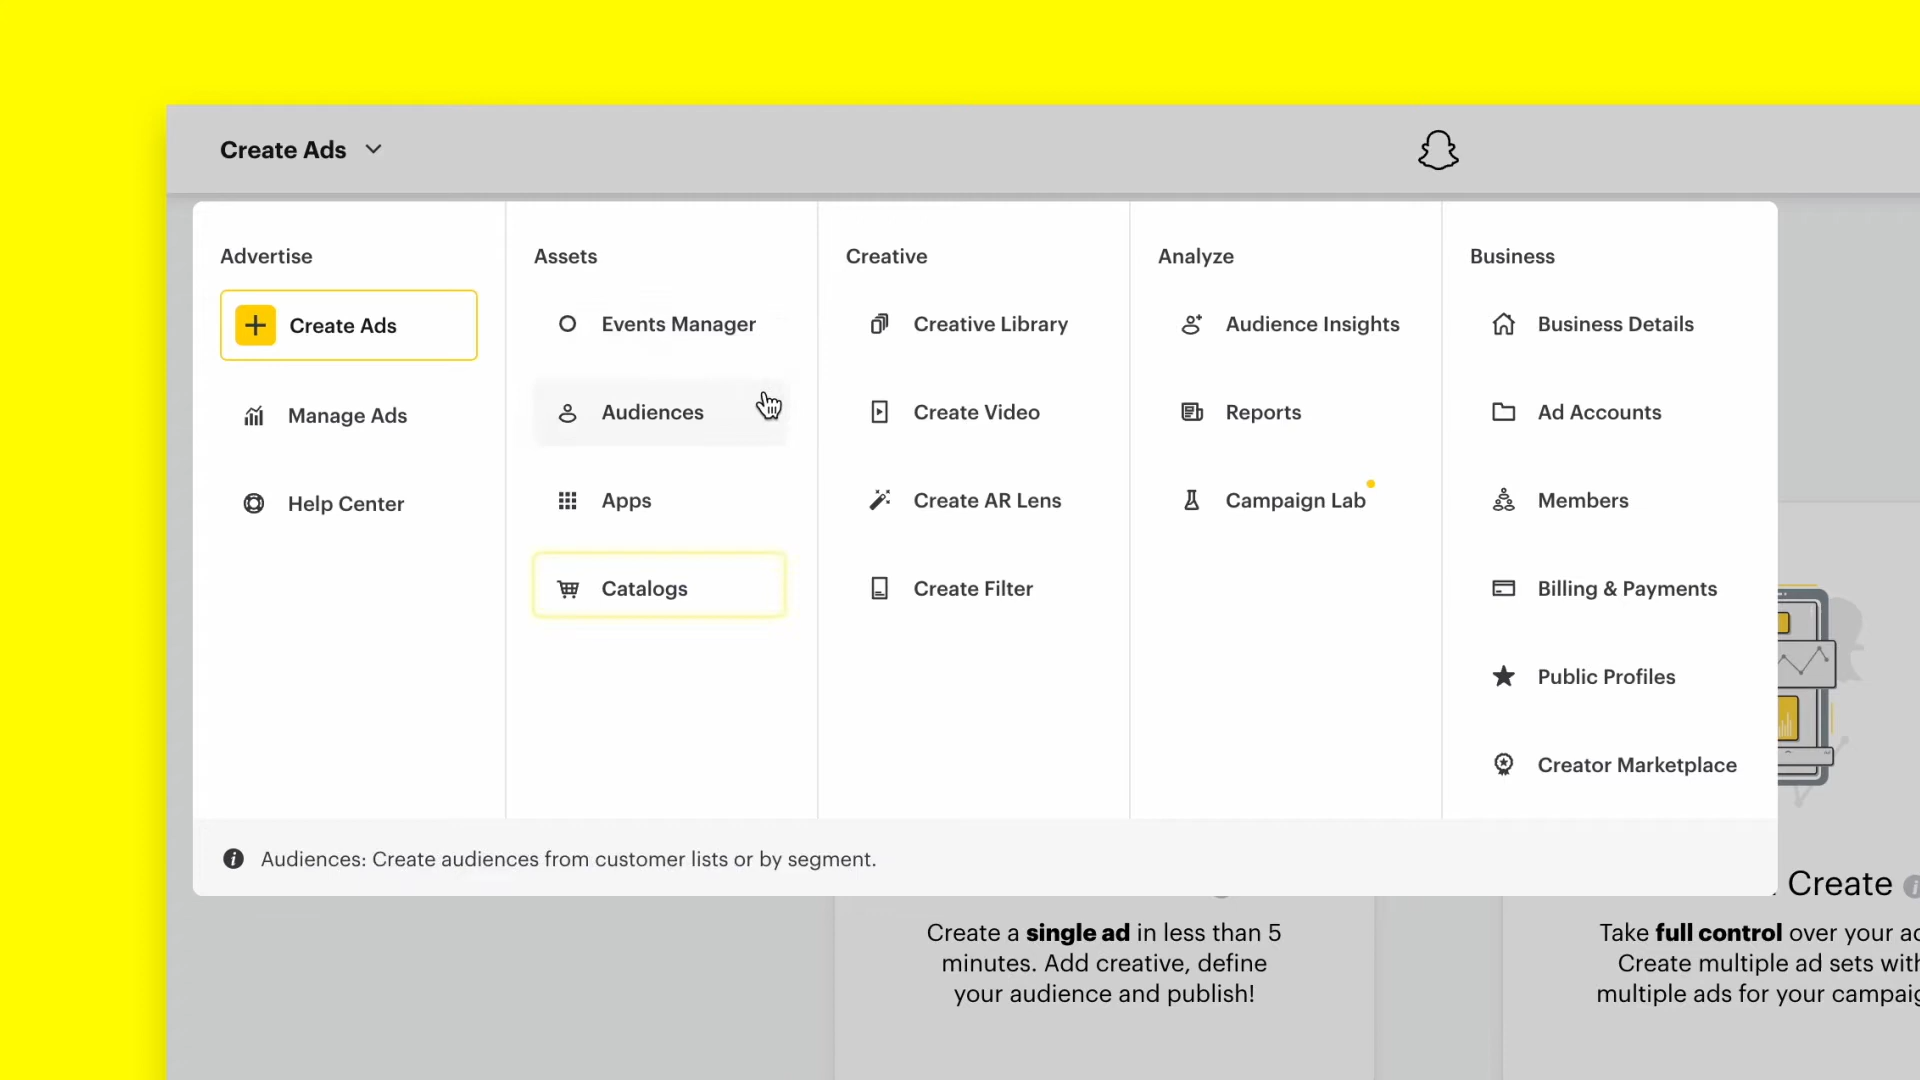 Create Ads
Advertise
Create Ads
Manage Ads
Help Center
Assets
Events Manager
Audiences
Apps
Catalogs
Creative
Creative Library
Create Video
Create AR Lens
Create Filter
Analyze
Audience Insights
Reports
Campaign Lab
Business
Business Details
Ad Accounts
Members
Billing & Payments
Public Profiles
Creator Marketplace
Audiences: Create audiences from customer lists or by segment.
Create a single ad in less than 5
minutes. Add creative, define
your audience and publish!
Create
Take full control over your
Create multiple ad sets
multiple ads for your